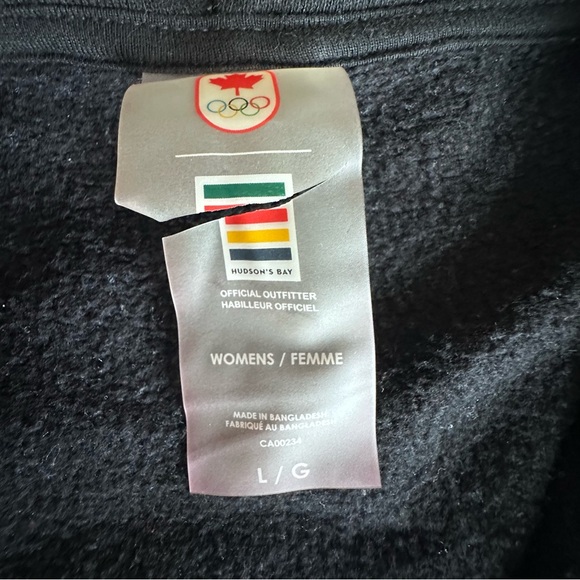 HUDSON'S BAY
OFFICIAL OUTFITTER
HABILLEUR OFFICIEL
WOMENS / FEMME
MADE IN BANGLADESH
FABRIQUÉ AU BANGLADESH
CA00234
L / G